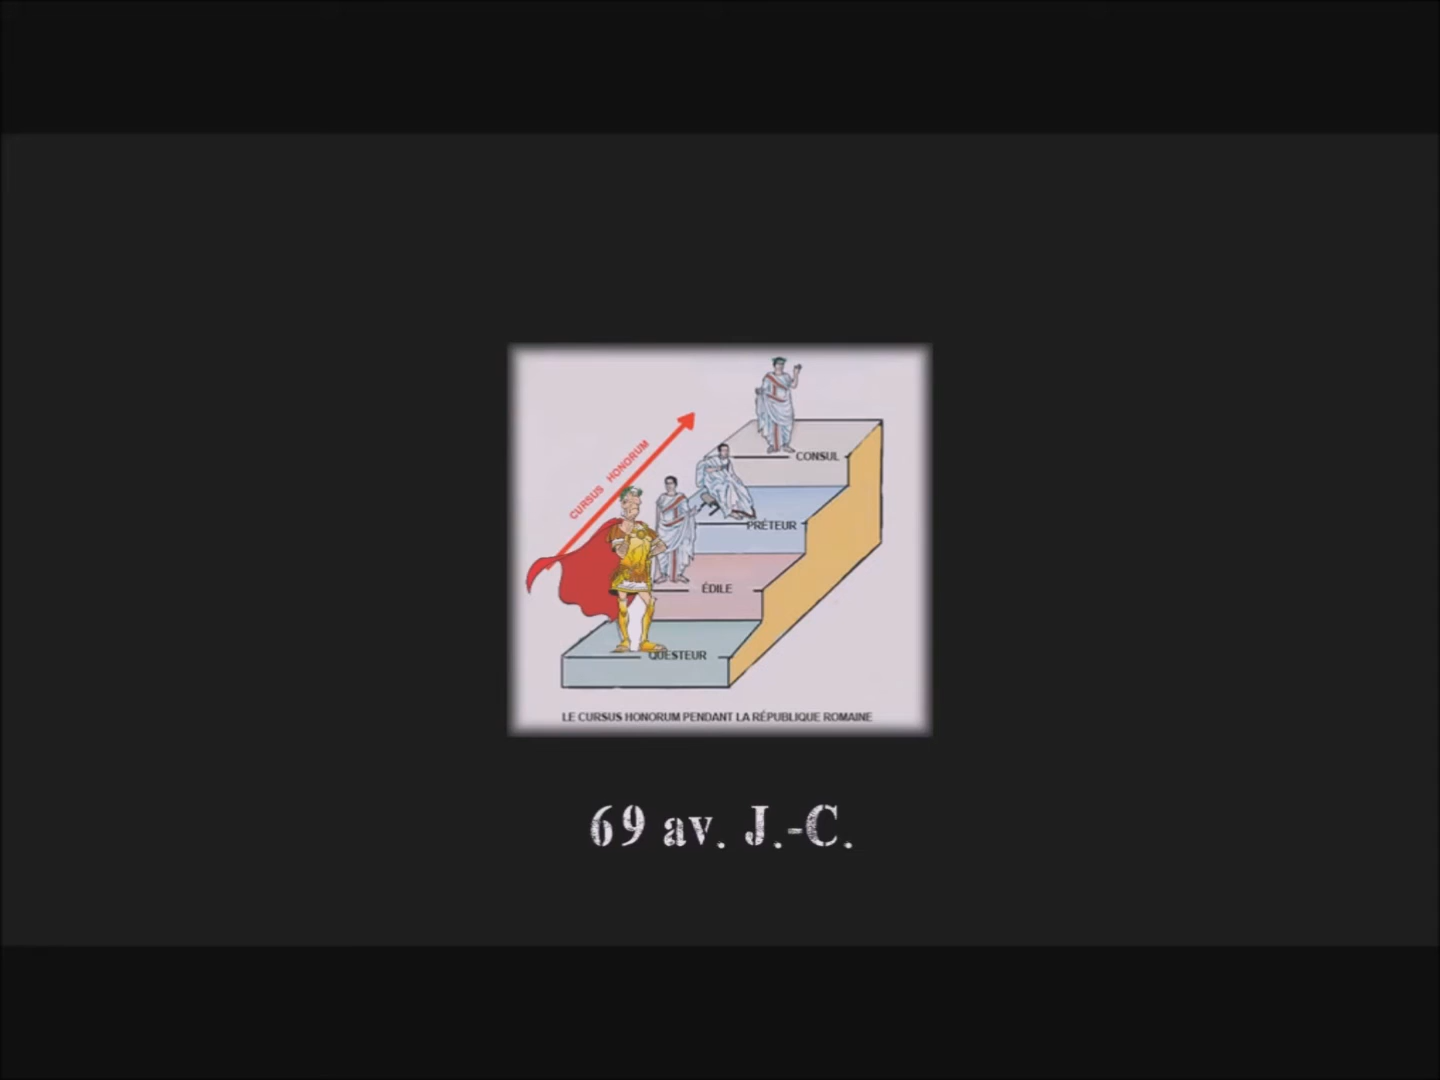 CURSUS HONORUM
CONSUL
PRÉTEUR
ÉDILE
QUESTEUR
LE CURSUS HONORUM PENDANT LA RÉPUBLIQUE ROMAINE
69 av. J.-C.